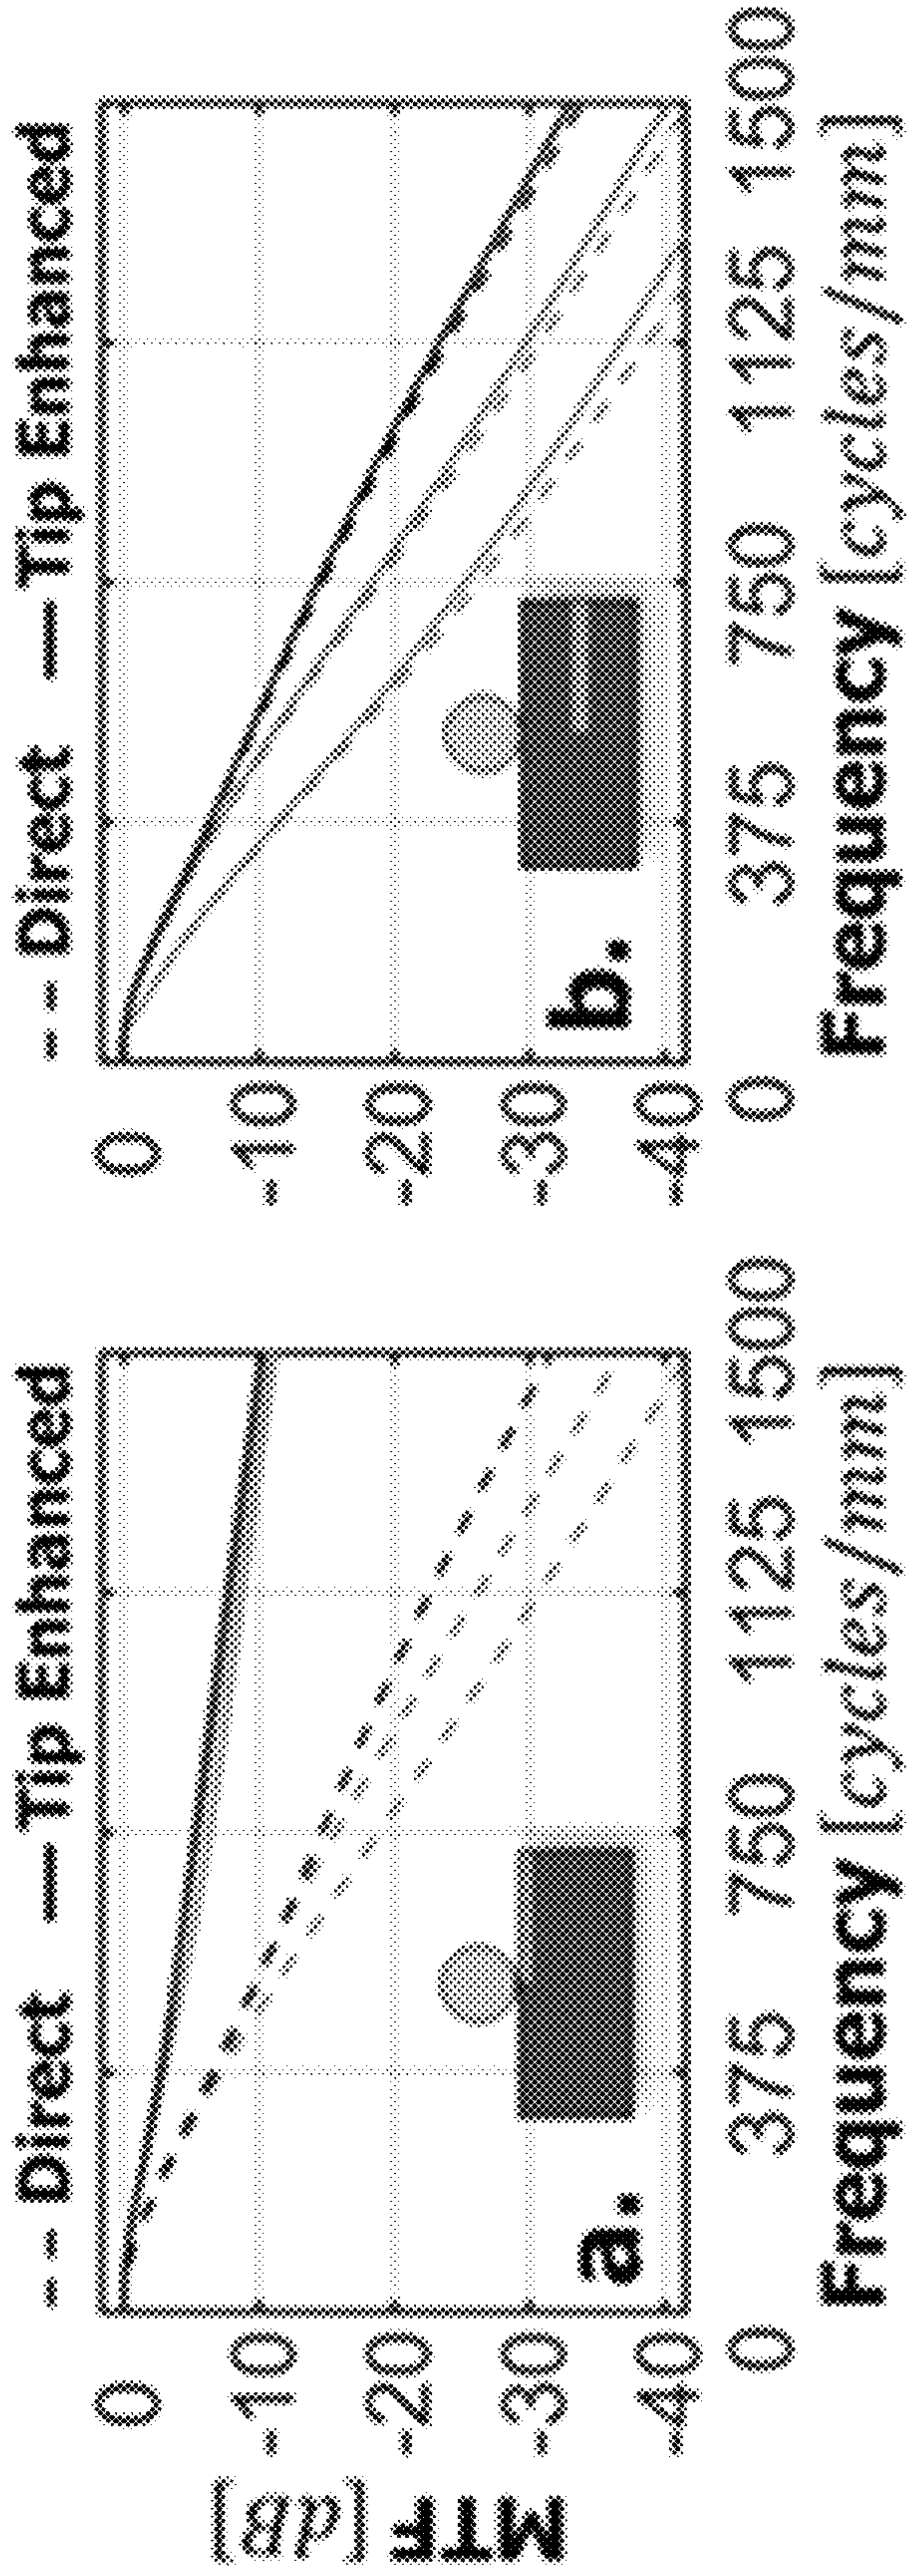 -- Direct — Tip Enhanced
MTF [dB]
0
-10
-20
-30
-40
a.
0 375 750 1125 1500
Frequency [cycles/mm]
-- Direct — Tip Enhanced
0
-10
-20
-30
-40
b.
0 375 750 1125 1500
Frequency [cycles/mm]